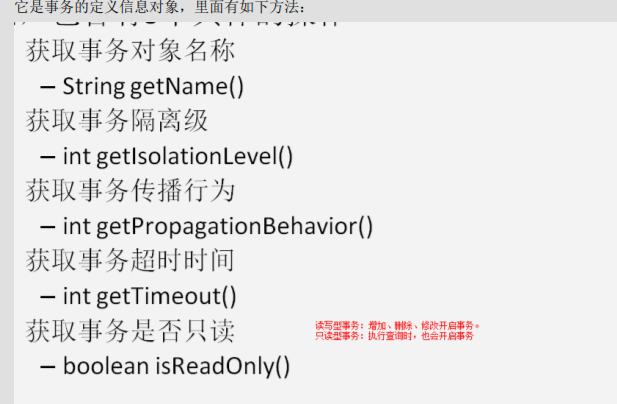 它是事务的定义信息对象，里面有如下方法：
获取事务对象名称
– String getName()
获取事务隔离级
– int getIsolationLevel()
获取事务传播行为
– int getPropagationBehavior()
获取事务超时时间
– int getTimeout()
获取事务是否只读
读写型事务：增加、删除、修改开启事务。
只读型事务：执行查询时，也会开启事务
– boolean isReadOnly()